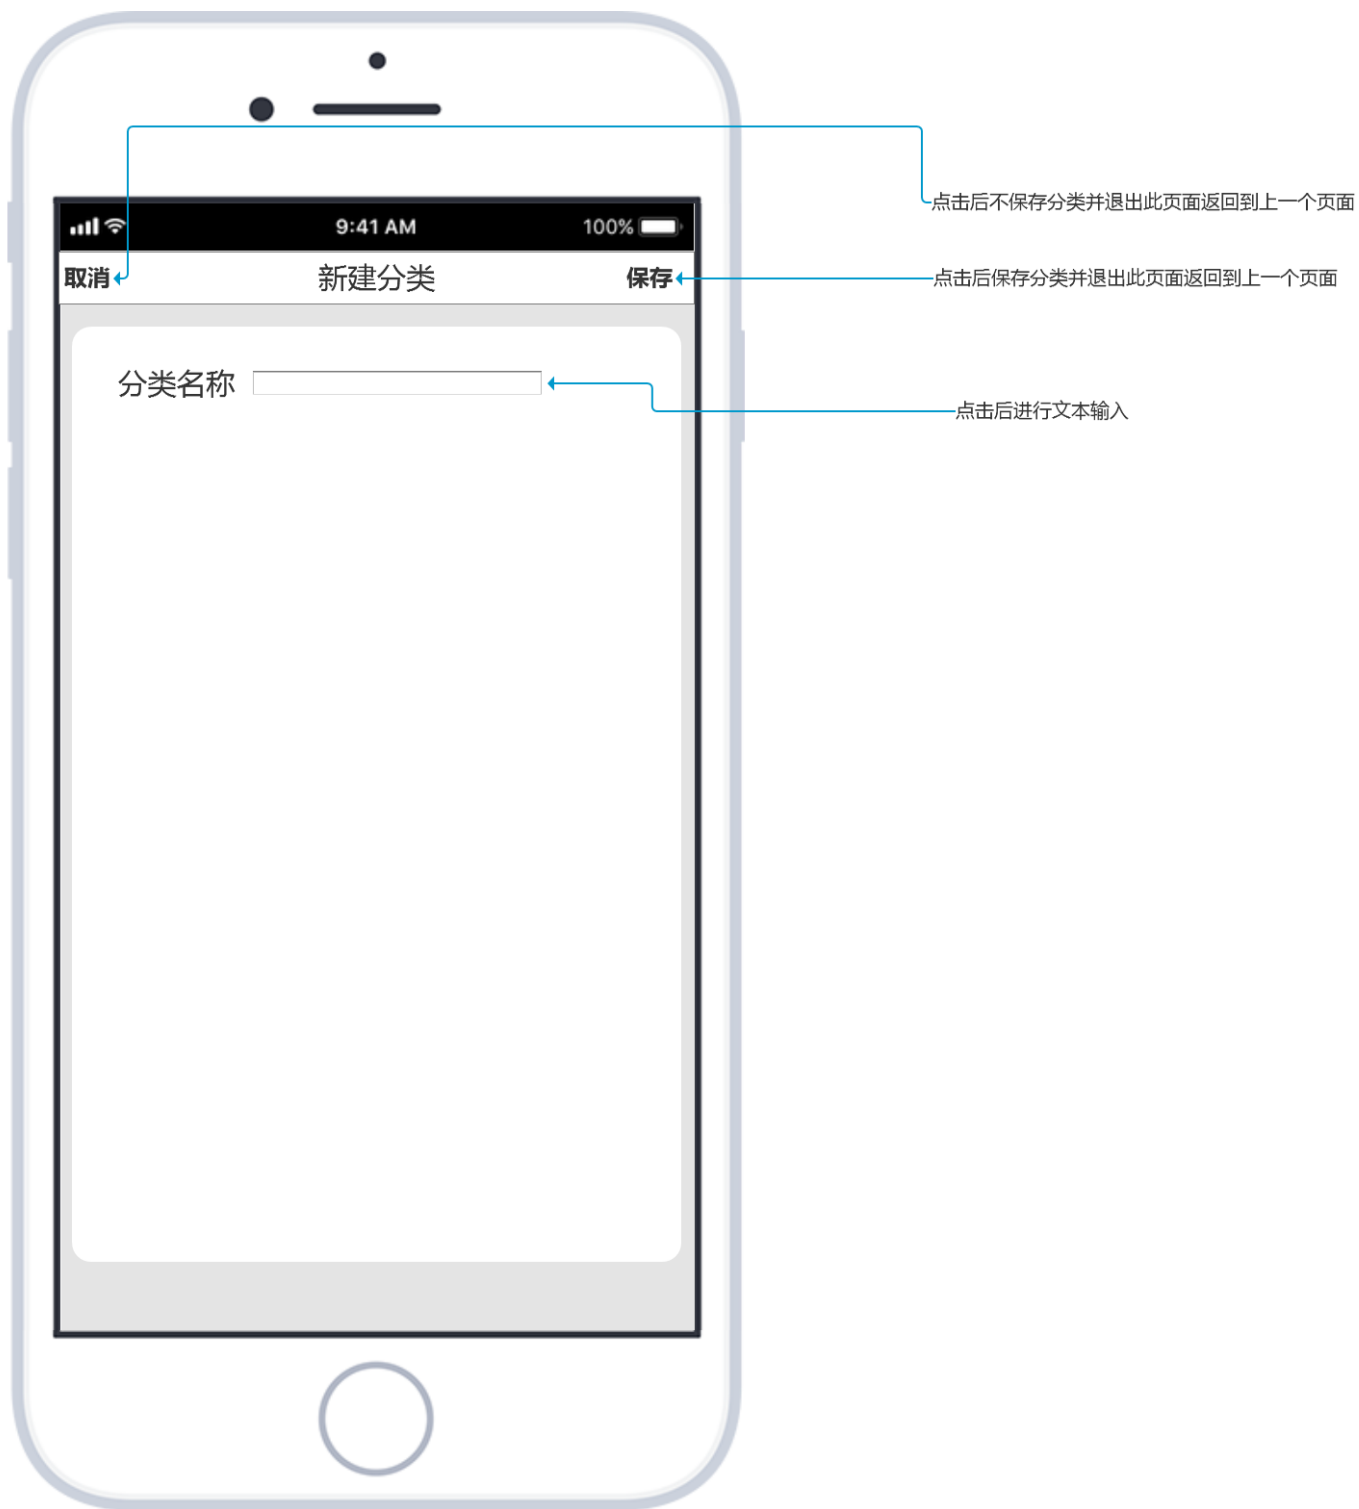 点击后不保存分类并退出此页面返回到上一个页面
9:41 AM
100%
取消
新建分类
保存
点击后保存分类并退出此页面返回到上一个页面
分类名称
点击后进行文本输入